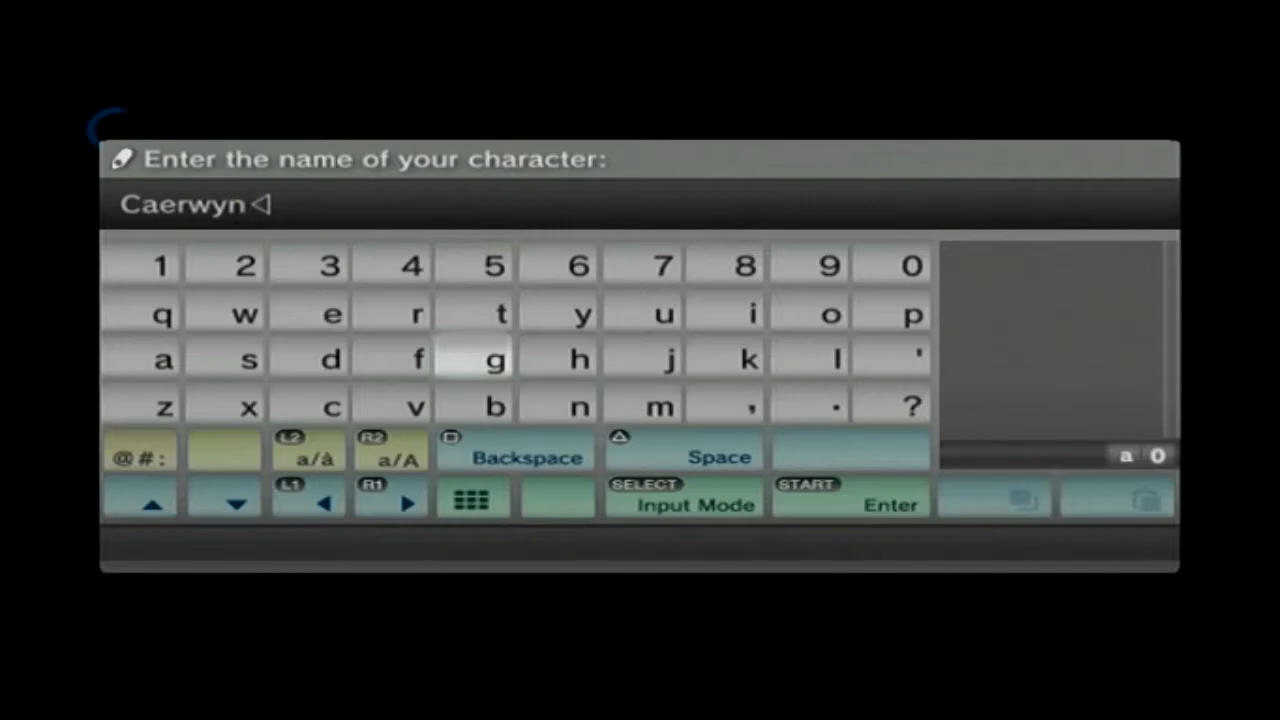 Enter the name of your character:
Caerwyn
1 2 3 4 5 6 7 8 9 0
q w e r t y u i o p
a s d f g h j k l '
z x c v b n m , . ?
@#: L2 a/à R2 a/A Backspace Space
a 0
L1 R1 SELECT Input Mode START Enter